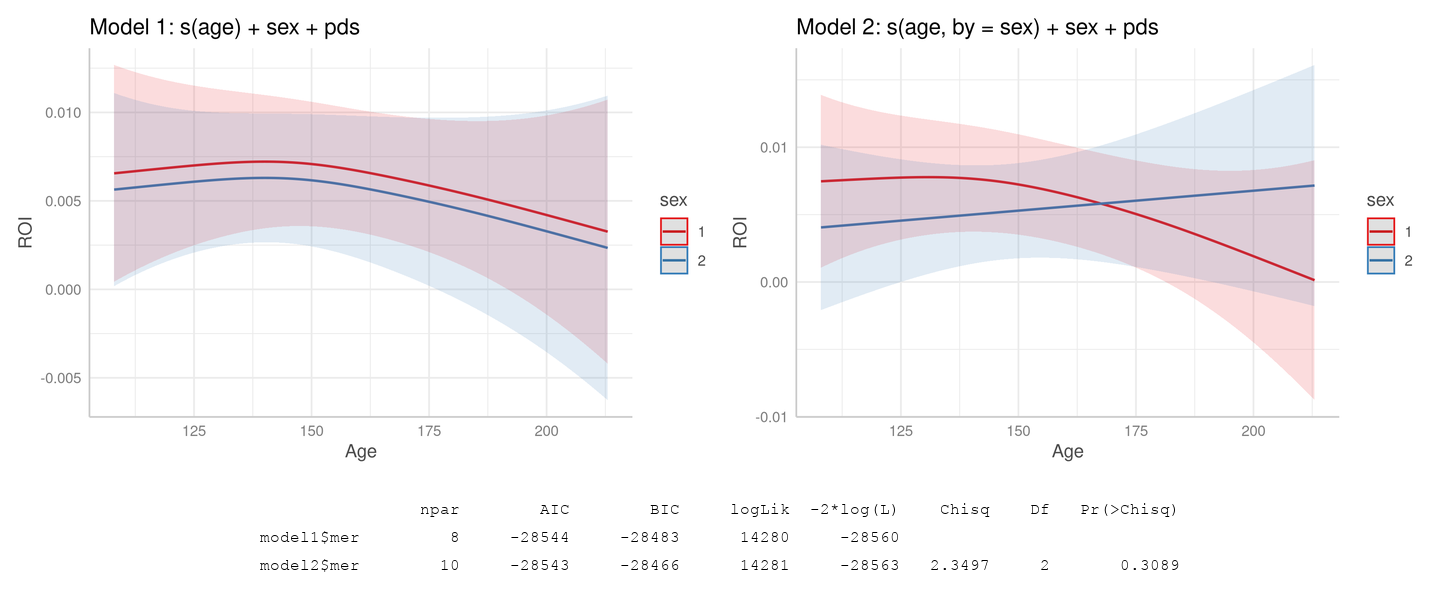 Model 1: s(age) + sex + pds
0.010
0.005
0.000
-0.005
ROI
125 150 175 200
Age
sex
1
2
Model 2: s(age, by = sex) + sex + pds
0.01
0.00
-0.01
ROI
125 150 175 200
Age
sex
1
2
npar AIC BIC logLik -2*log(L) Chisq Df Pr(>Chisq)
model1$mer 8 -28544 -28483 14280 -28560
model2$mer 10 -28543 -28466 14281 -28563 2.3497 2 0.3089